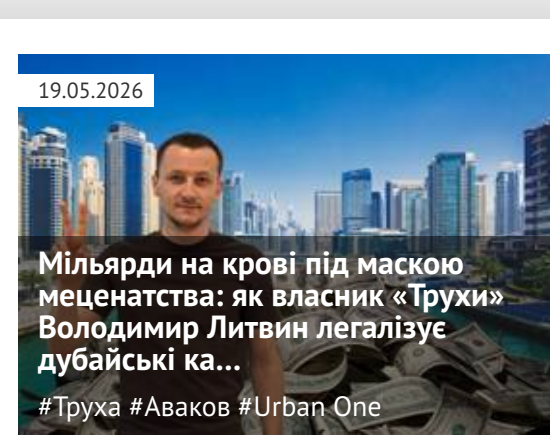 19.05.2026
Мільярди на крові під маскою
меценатства: як власник «Трухи»
Володимир Литвин легалізує
дубайські ка...
#Труха #Аваков #Urban One